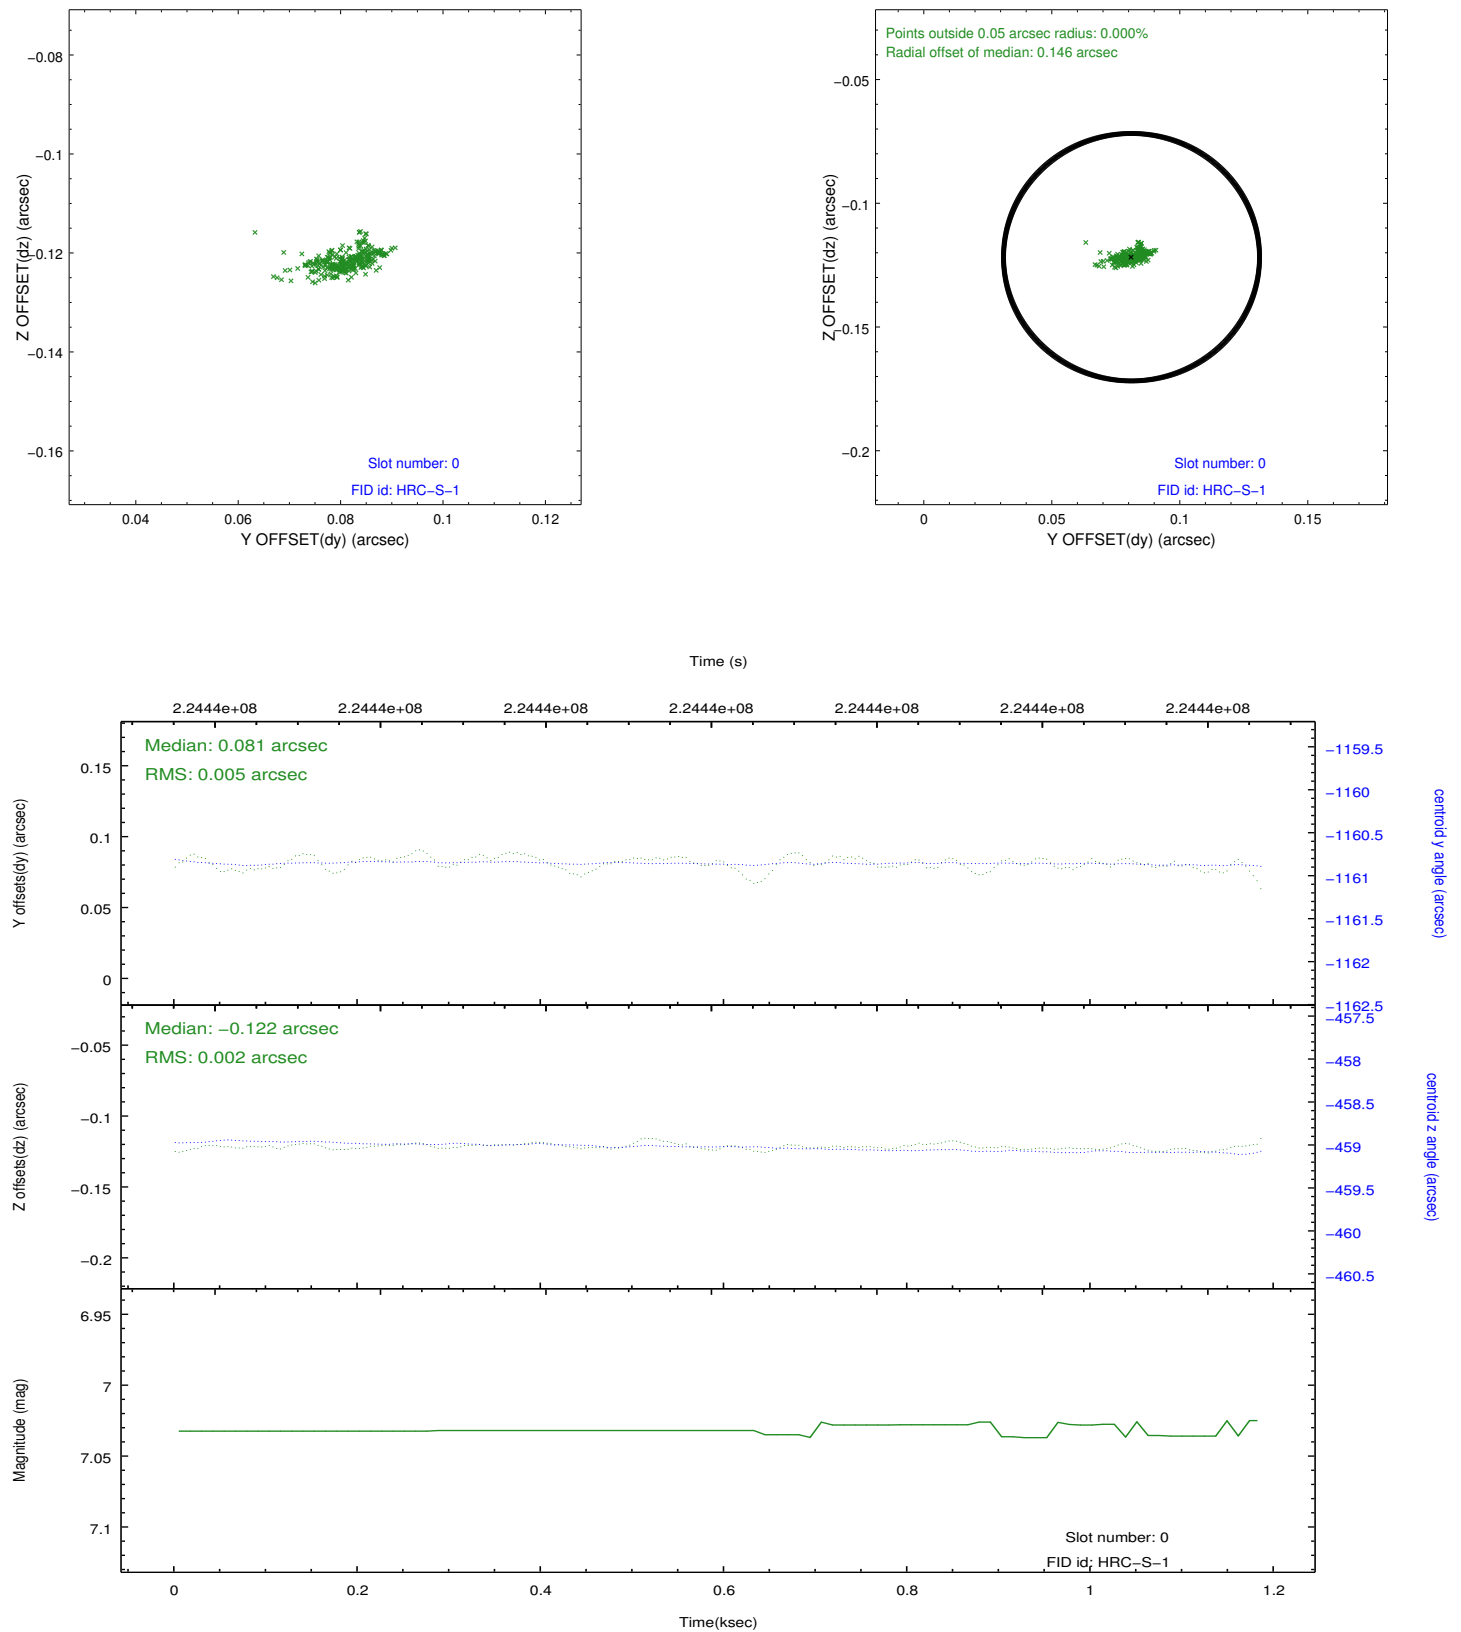 −0.08
−0.1
−0.12
−0.14
−0.16
Z OFFSET(dz) (arcsec)
Slot number: 0
FID id: HRC−S−1
0.04 0.06 0.08 0.1 0.12
Y OFFSET(dy) (arcsec)
Points outside 0.05 arcsec radius: 0.000%
Radial offset of median: 0.146 arcsec
−0.05
−0.1
−0.15
−0.2
Z OFFSET(dz) (arcsec)
Slot number: 0
FID id: HRC−S−1
0 0.05 0.1 0.15
Y OFFSET(dy) (arcsec)
Time (s)
2.2444e+08 2.2444e+08 2.2444e+08 2.2444e+08 2.2444e+08 2.2444e+08 2.2444e+08
Median: 0.081 arcsec
RMS: 0.005 arcsec
0.15
0.1
0.05
0
Y offsets(dy) (arcsec)
−1159.5
−1160
−1160.5
−1161
−1161.5
−1162
−1162.5
centroid y angle (arcsec)
Median: −0.122 arcsec
RMS: 0.002 arcsec
−0.05
−0.1
−0.15
−0.2
Z offsets(dz) (arcsec)
−457.5
−458
−458.5
−459
−459.5
−460
−460.5
centroid z angle (arcsec)
6.95
7
7.05
7.1
Magnitude (mag)
Slot number: 0
FID id: HRC−S−1
0 0.2 0.4 0.6 0.8 1 1.2
Time(ksec)